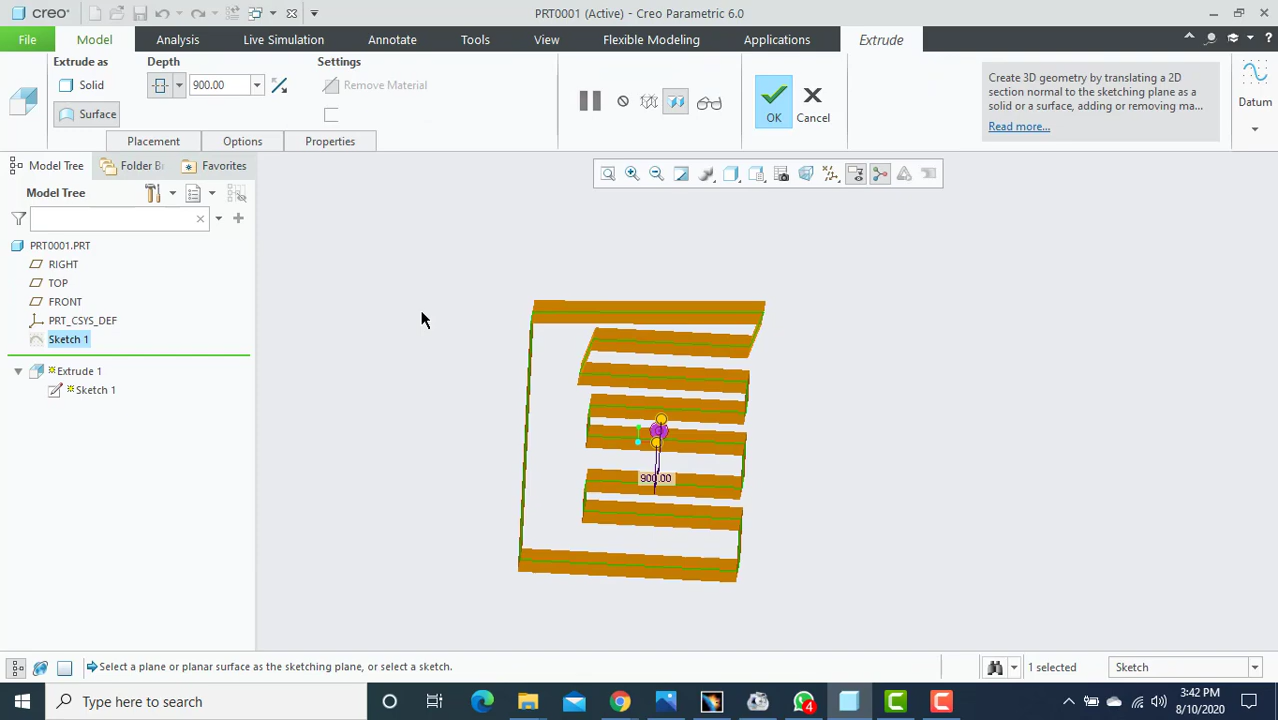 creo PRT0001 (Active) - Creo Parametric 6.0
File Model Analysis Live Simulation Annotate Tools View Flexible Modeling Applications Extrude
Extrude as Depth Settings
Solid 900.00 Remove Material
Surface
OK Cancel
Placement Options Properties
Create 3D geometry by translating a 2D
section normal to the sketching plane as
a solid or a surface, adding or removing ma...
Read more...
Datum
Model Tree Folder B Favorites
Model Tree
PRT0001.PRT
RIGHT
TOP
FRONT
PRT_CSYS_DEF
Sketch 1
Extrude 1
Sketch 1
900.00
Select a plane or planar surface as the sketching plane, or select a sketch.
1 selected
Sketch
Type here to search
4
3:42 PM
8/10/2020